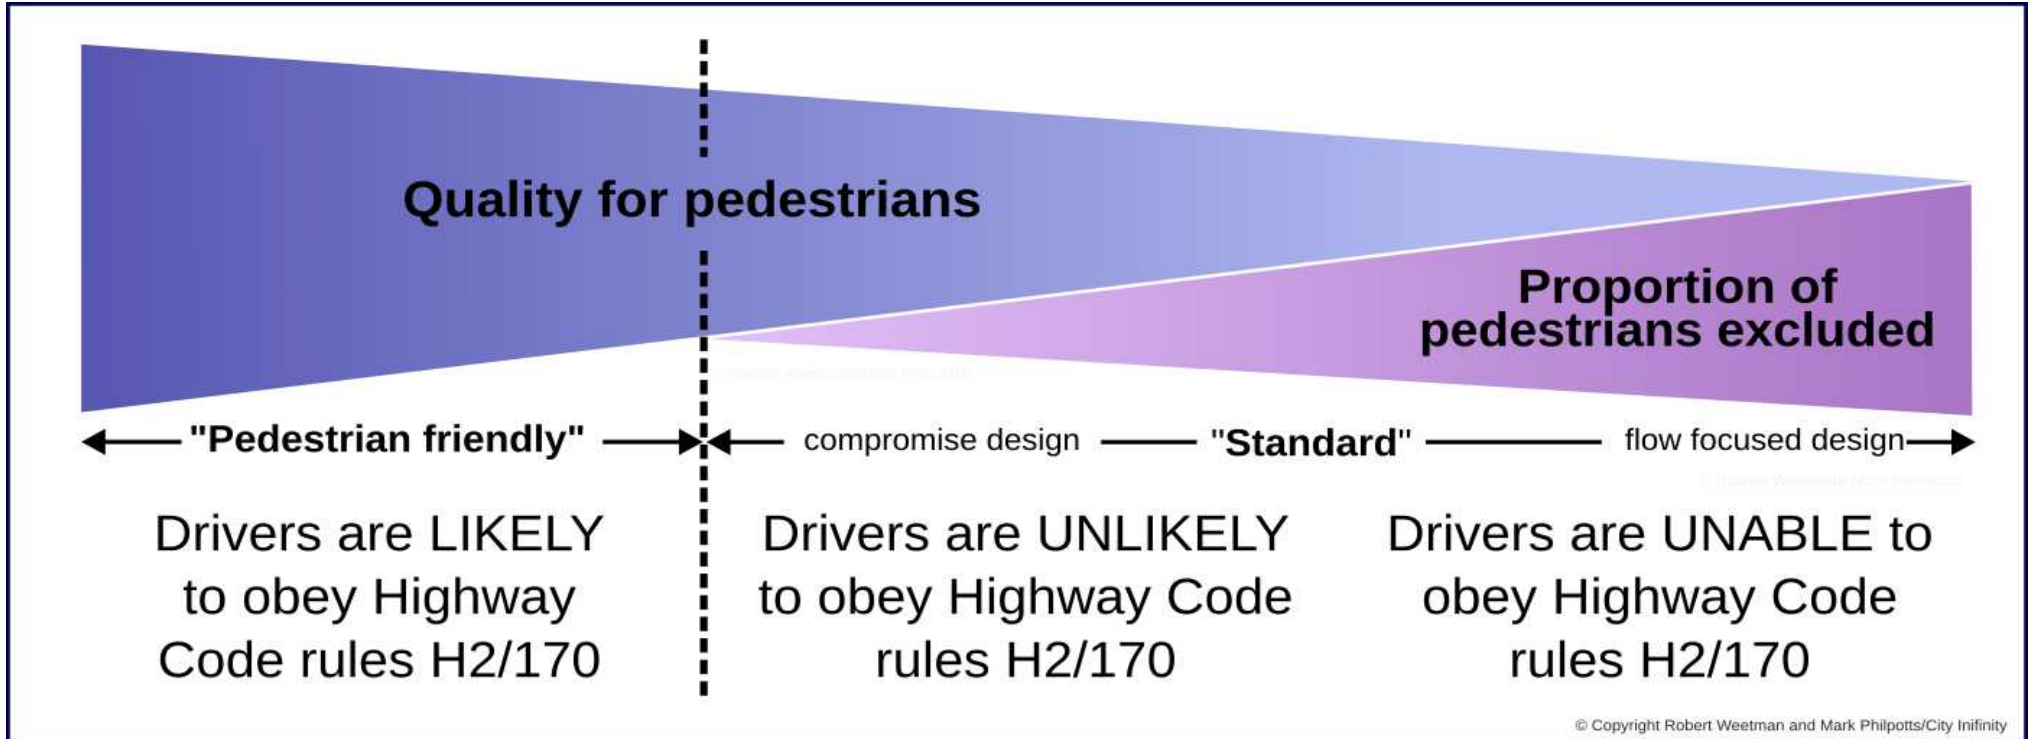 Quality for pedestrians
Proportion of
pedestrians excluded
"Pedestrian friendly"
compromise design
"Standard"
flow focused design
Drivers are LIKELY
to obey Highway
Code rules H2/170
Drivers are UNLIKELY
to obey Highway Code
rules H2/170
Drivers are UNABLE to
obey Highway Code
rules H2/170
© Copyright Robert Weetman and Mark Philpotts/City Inifinity